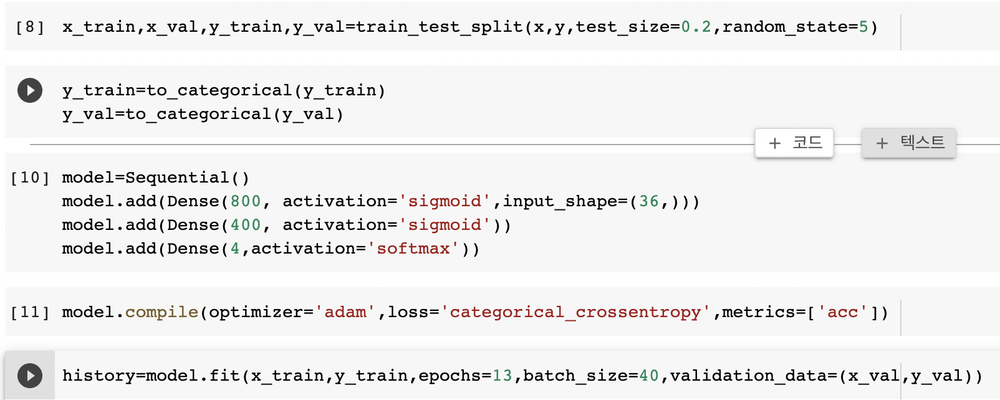 [8] x_train,x_val,y_train,y_val=train_test_split(x,y,test_size=0.2,random_state=5)
y_train=to_categorical(y_train)
y_val=to_categorical(y_val)
+ 코드 + 텍스트
[10] model=Sequential()
model.add(Dense(800, activation='sigmoid',input_shape=(36,)))
model.add(Dense(400, activation='sigmoid'))
model.add(Dense(4,activation='softmax'))
[11] model.compile(optimizer='adam',loss='categorical_crossentropy',metrics=['acc'])
history=model.fit(x_train,y_train,epochs=13,batch_size=40,validation_data=(x_val,y_val))